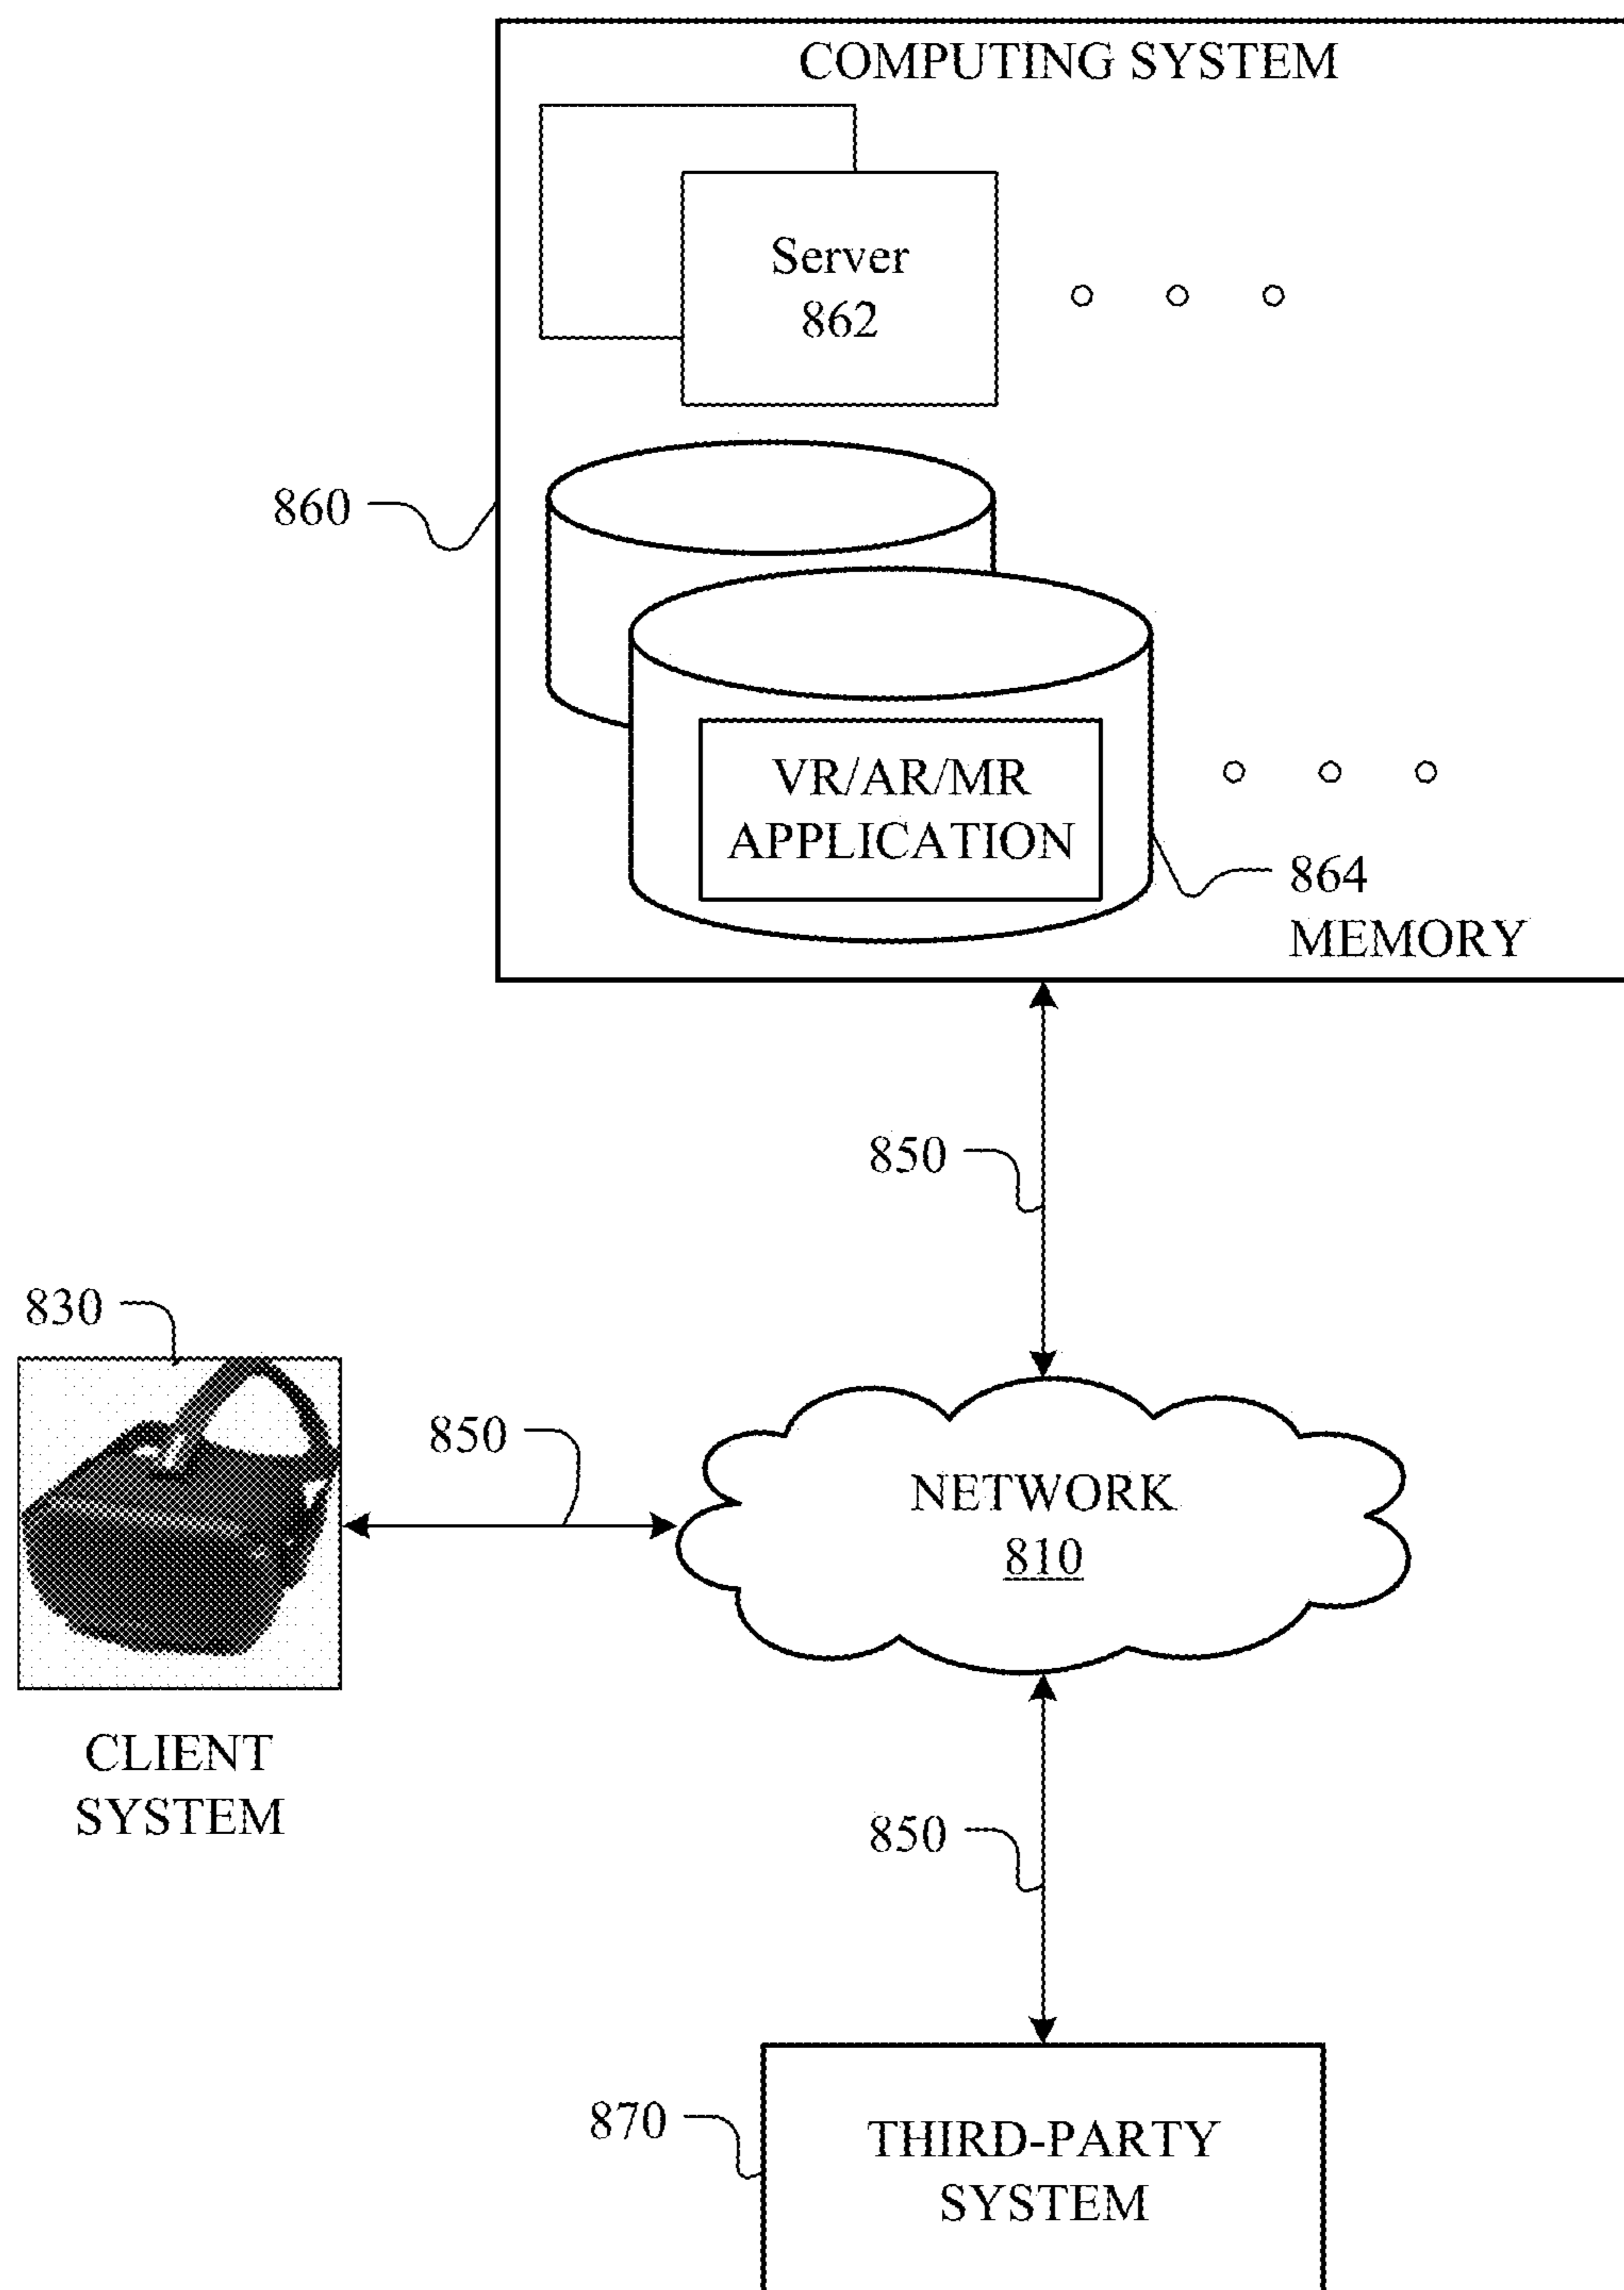 COMPUTING SYSTEM
Server
862
860
VR/AR/MR
APPLICATION
864
MEMORY
850
830
850
NETWORK
810
CLIENT
SYSTEM
850
870
THIRD-PARTY
SYSTEM